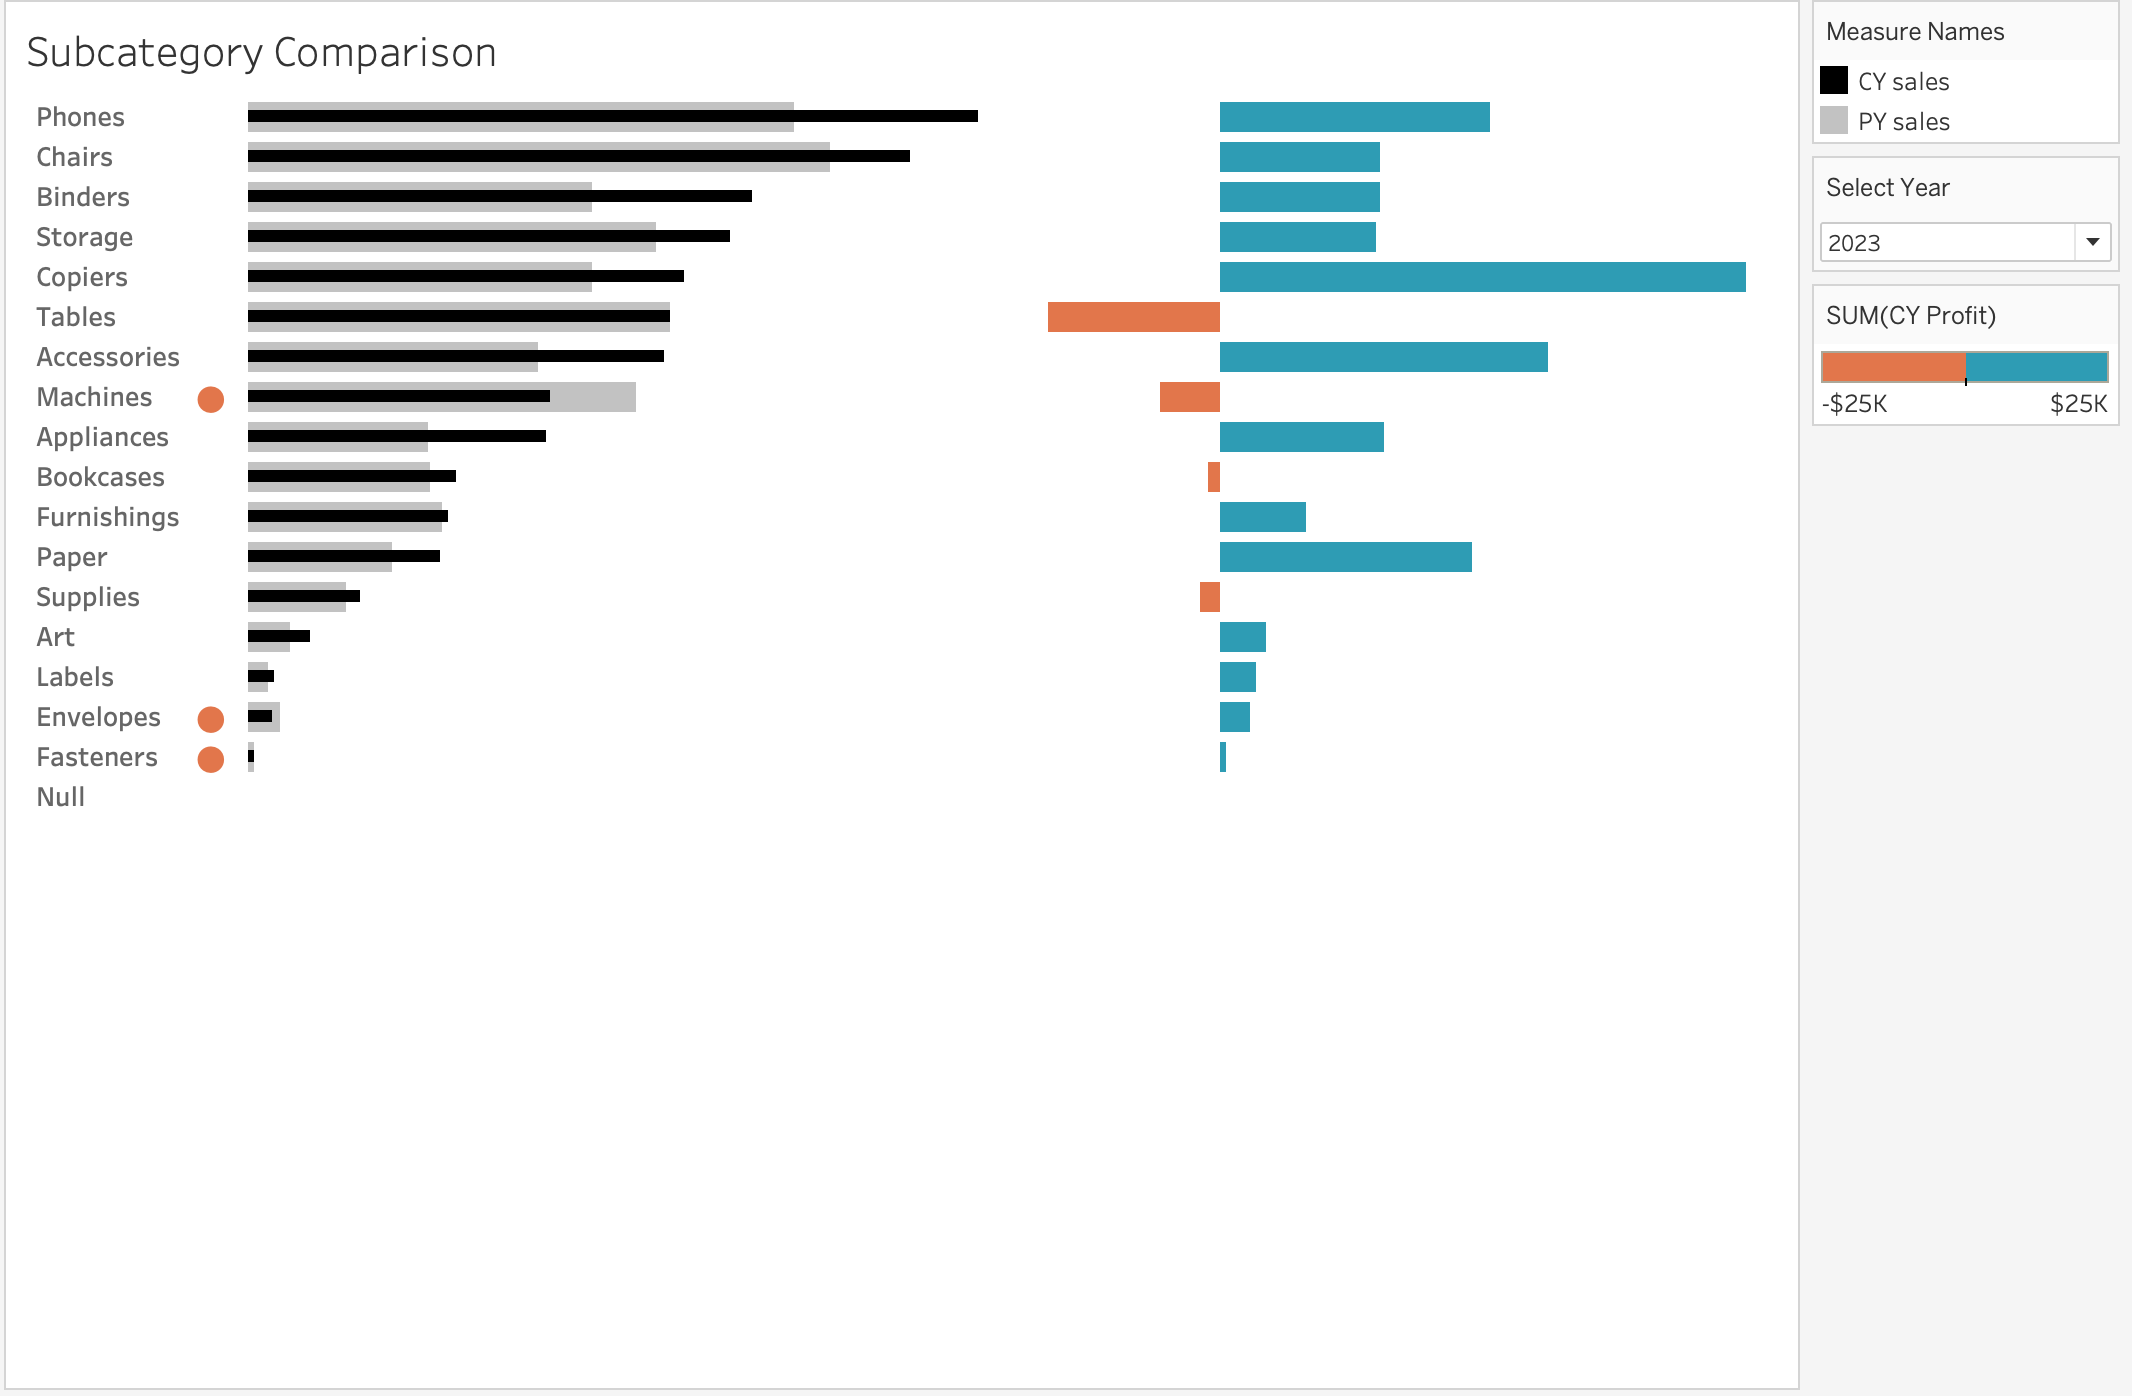 Subcategory Comparison
Phones
Chairs
Binders
Storage
Copiers
Tables
Accessories
Machines
Appliances
Bookcases
Furnishings
Paper
Supplies
Art
Labels
Envelopes
Fasteners
Null
Measure Names
CY sales
PY sales
Select Year
2023
SUM(CY Profit)
-$25K $25K